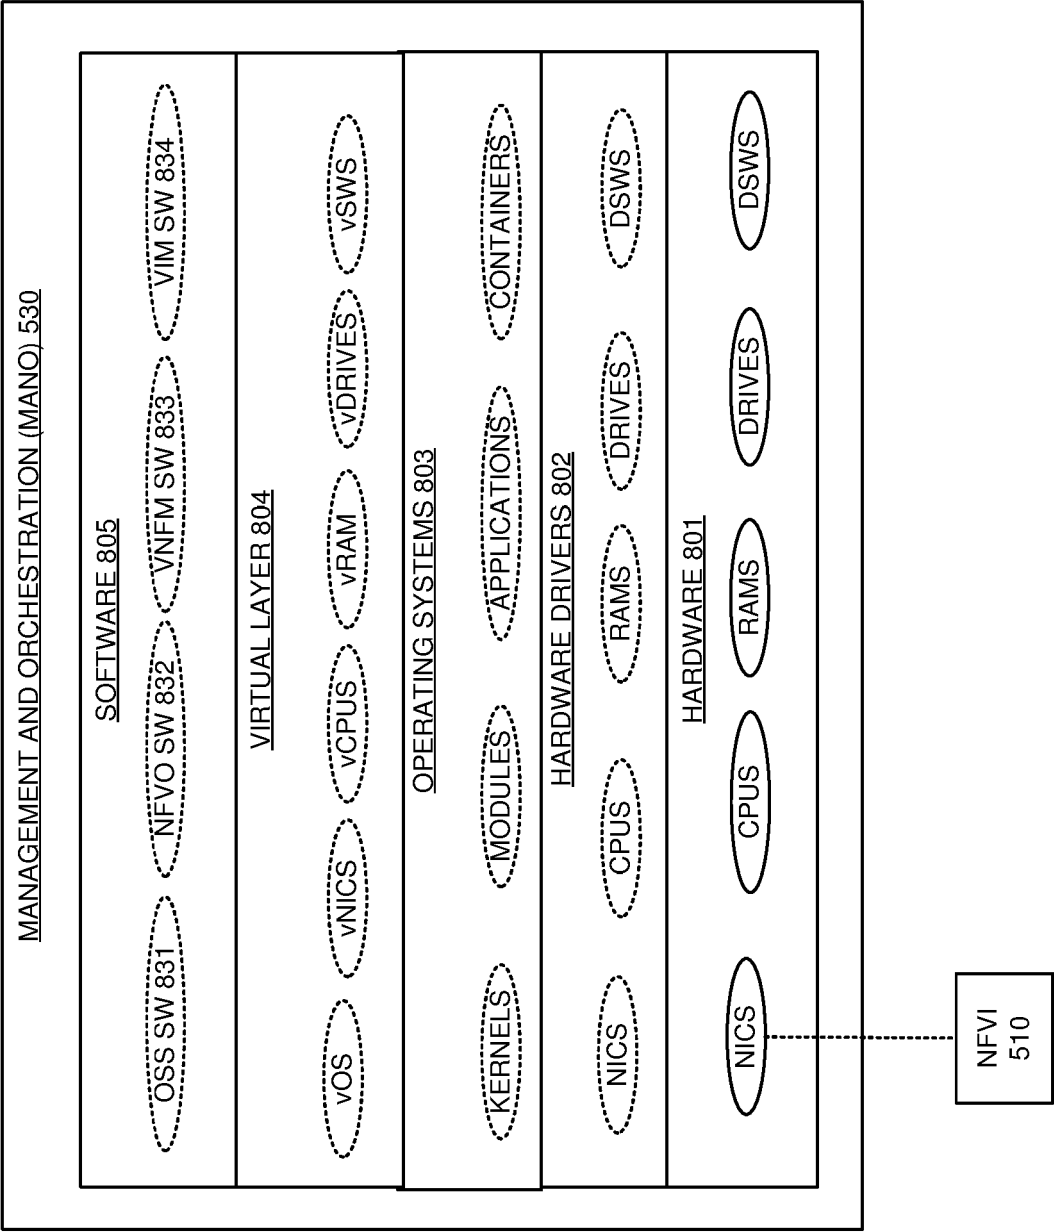 MANAGEMENT AND ORCHESTRATION (MANO) 530
SOFTWARE 805
OSS SW 831
NFVO SW 832
VNFM SW 833
VIM SW 834
VIRTUAL LAYER 804
vOS
vNICS
vCPUS
vRAM
vDRIVES
vSWS
OPERATING SYSTEMS 803
KERNELS
MODULES
APPLICATIONS
CONTAINERS
HARDWARE DRIVERS 802
NICS
CPUS
RAMS
DRIVES
DSWS
HARDWARE 801
NICS
CPUS
RAMS
DRIVES
DSWS
NFVI
510